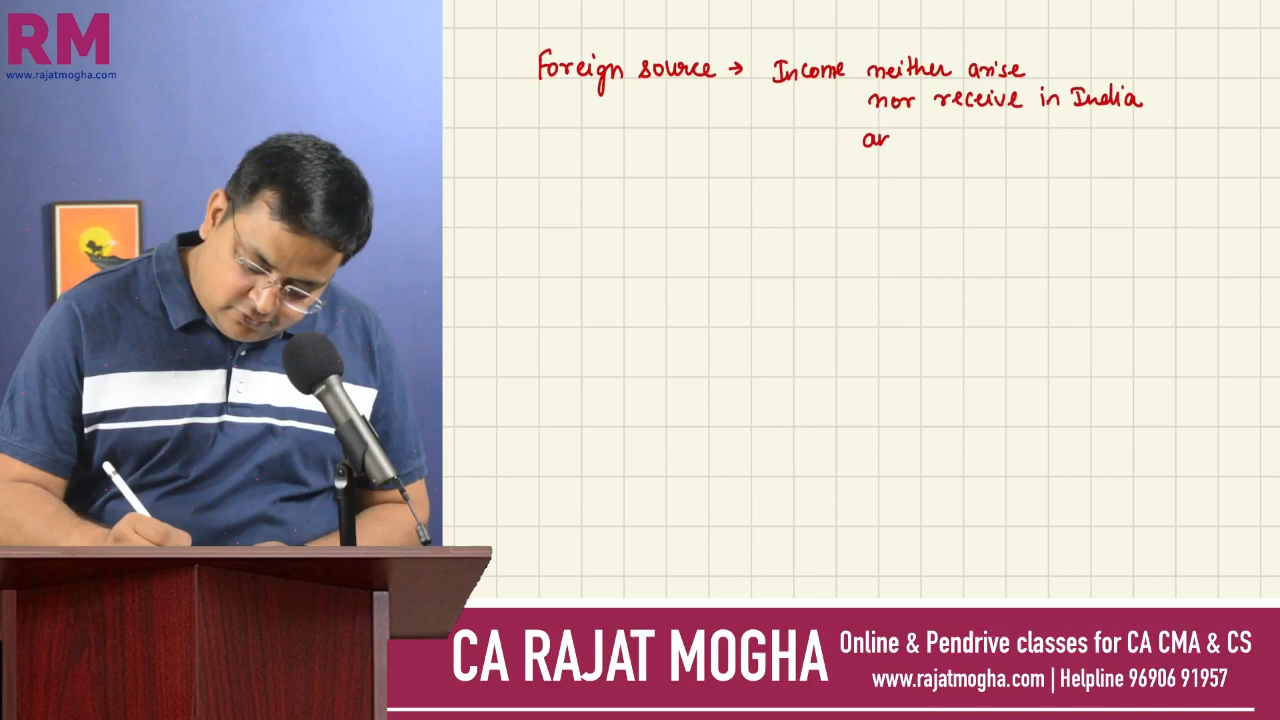 RM
www.rajatmogha.com
Foreign source → Income neither arise
nor receive in India
ar
CA RAJAT MOGHA
Online & Pendrive classes for CA CMA & CS
www.rajatmogha.com | Helpline 96906 91957